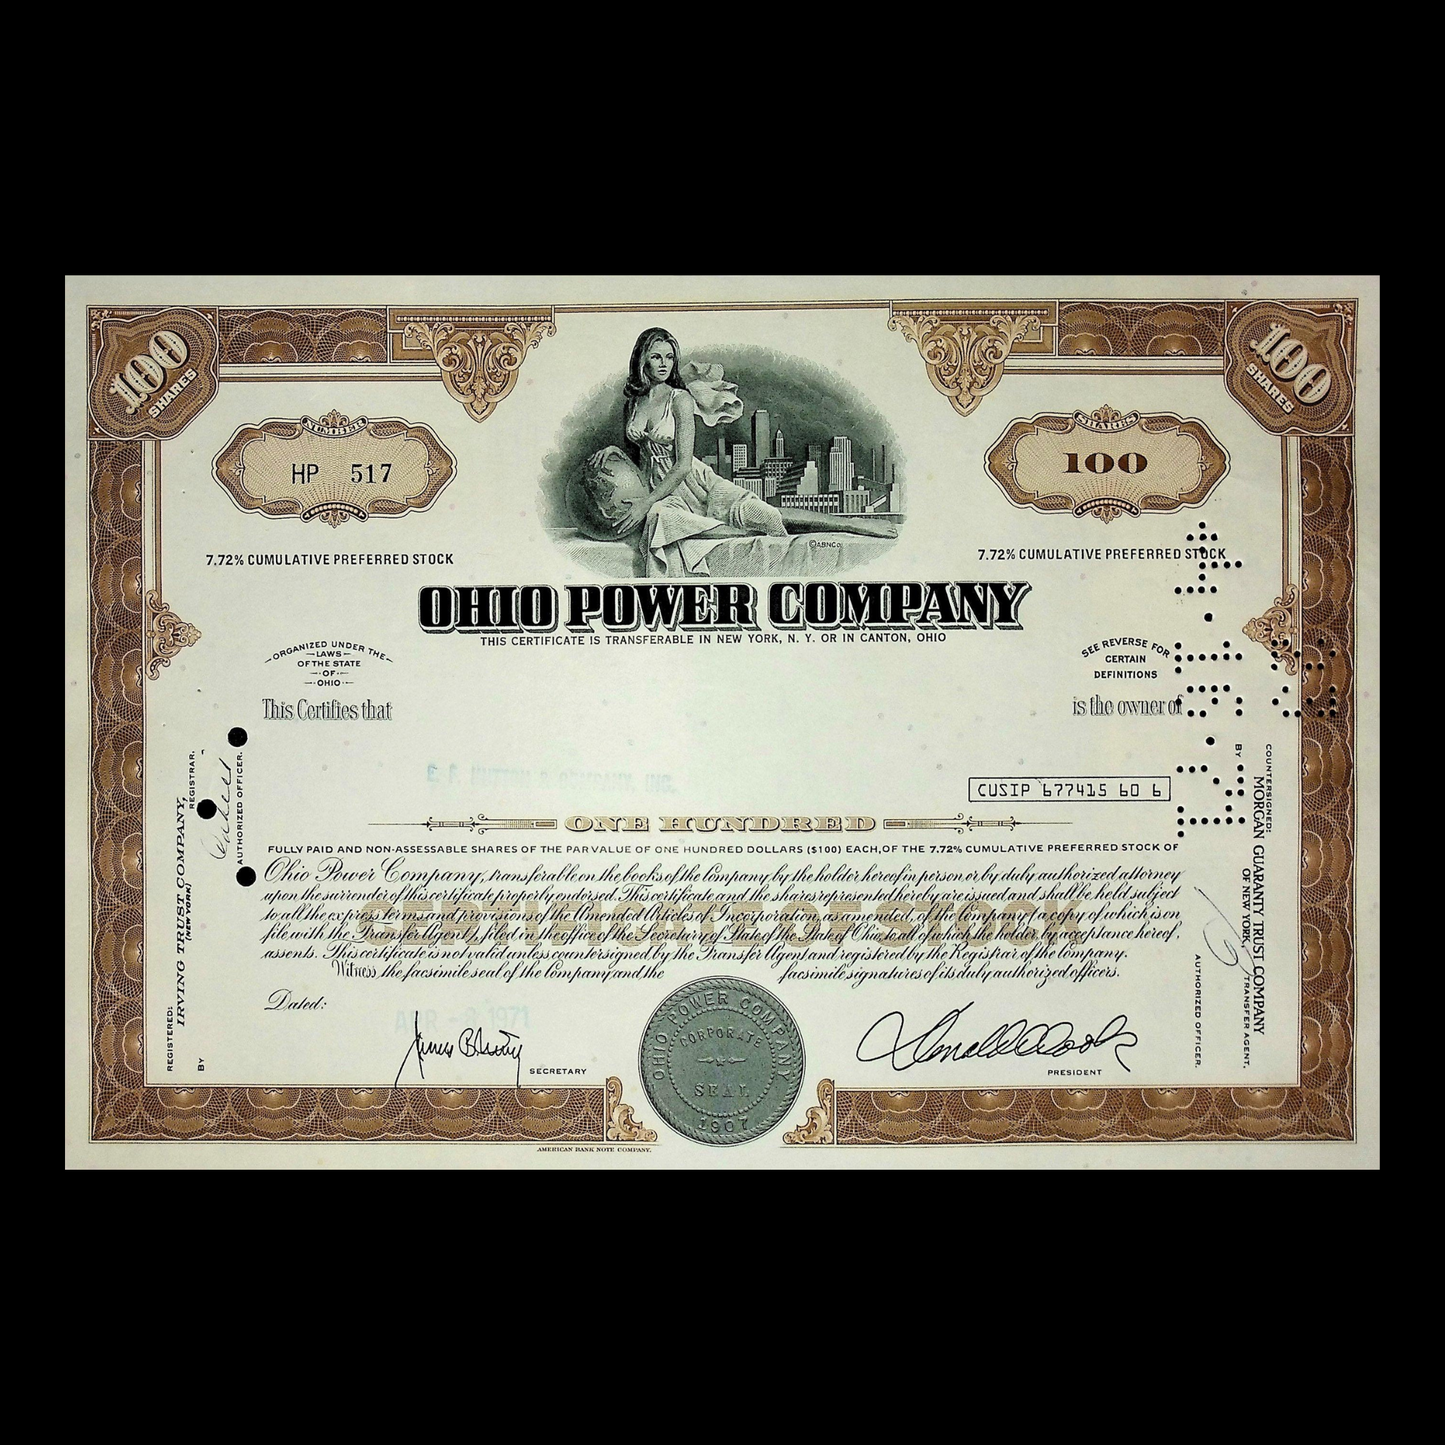 100
SHARES
100
SHARES
NUMBER
HP 517
SHARES
100
©ABNCo.
7.72% CUMULATIVE PREFERRED STOCK
7.72% CUMULATIVE PREFERRED STOCK
OHIO POWER COMPANY
THIS CERTIFICATE IS TRANSFERABLE IN NEW YORK, N. Y. OR IN CANTON, OHIO
ORGANIZED UNDER THE
LAWS
OF THE STATE
OF
OHIO
SEE REVERSE FOR
CERTAIN
DEFINITIONS
This Certifies that
is the owner of
CUSIP 677415 60 6
ONE HUNDRED
FULLY PAID AND NON-ASSESSABLE SHARES OF THE PAR VALUE OF ONE HUNDRED DOLLARS ($100) EACH, OF THE 7.72% CUMULATIVE PREFERRED STOCK OF
Ohio Power Company, transferable on the books of the Company by the holder hereof in person or by duly authorized attorney
upon the surrender of this certificate properly endorsed. This certificate and the shares represented hereby are issued and shall be held subject
to all the express terms and provisions of the Amended Articles of Incorporation, as amended, of the Company (a copy of which is on
file with the Transfer Agent), filed in the office of the Secretary of State of the State of Ohio, to all of which the holder, by acceptance hereof,
assents. This certificate is not valid unless countersigned by the Transfer Agent and registered by the Registrar of the Company.
Witness, the facsimile seal of the Company and the facsimile signatures of its duly authorized officers.
Dated:
APR -8 1971
SECRETARY
OHIO POWER COMPANY
CORPORATE
SEAL
1907
PRESIDENT
AMERICAN BANK NOTE COMPANY.
REGISTERED:
IRVING TRUST COMPANY,
(NEW YORK)
REGISTRAR.
BY
AUTHORIZED OFFICER.
COUNTERSIGNED:
MORGAN GUARANTY TRUST COMPANY
OF NEW YORK,
TRANSFER AGENT,
BY
AUTHORIZED OFFICER.